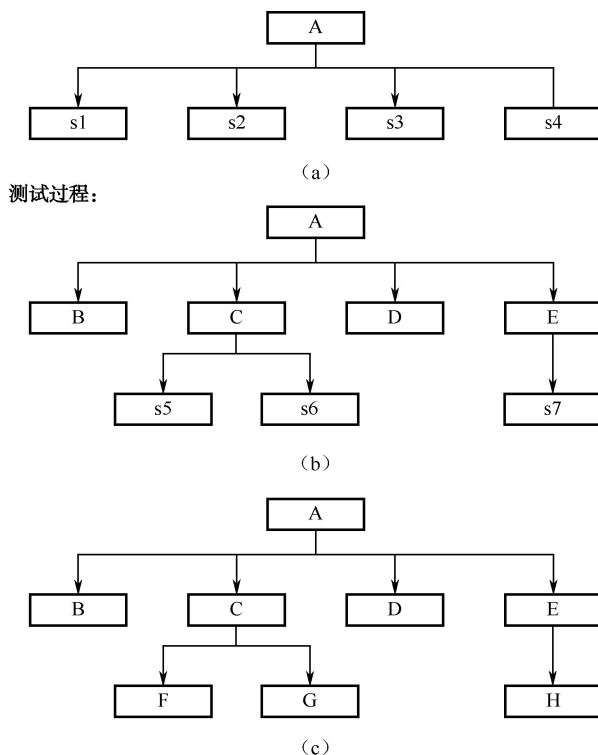 A
s1 s2 s3 s4
（a）
测试过程：
A
B C D E
s5 s6 s7
（b）
A
B C D E
F G H
（c）